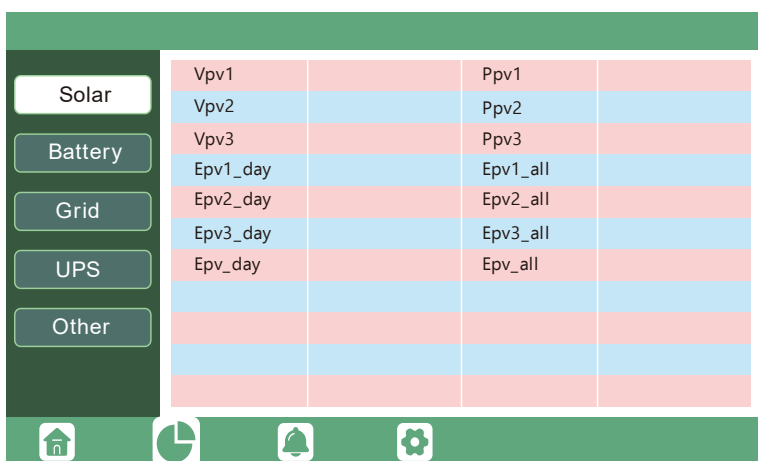 Solar
Battery
Grid
UPS
Other
Vpv1 Ppv1
Vpv2 Ppv2
Vpv3 Ppv3
Epv1_day Epv1_all
Epv2_day Epv2_all
Epv3_day Epv3_all
Epv_day Epv_all